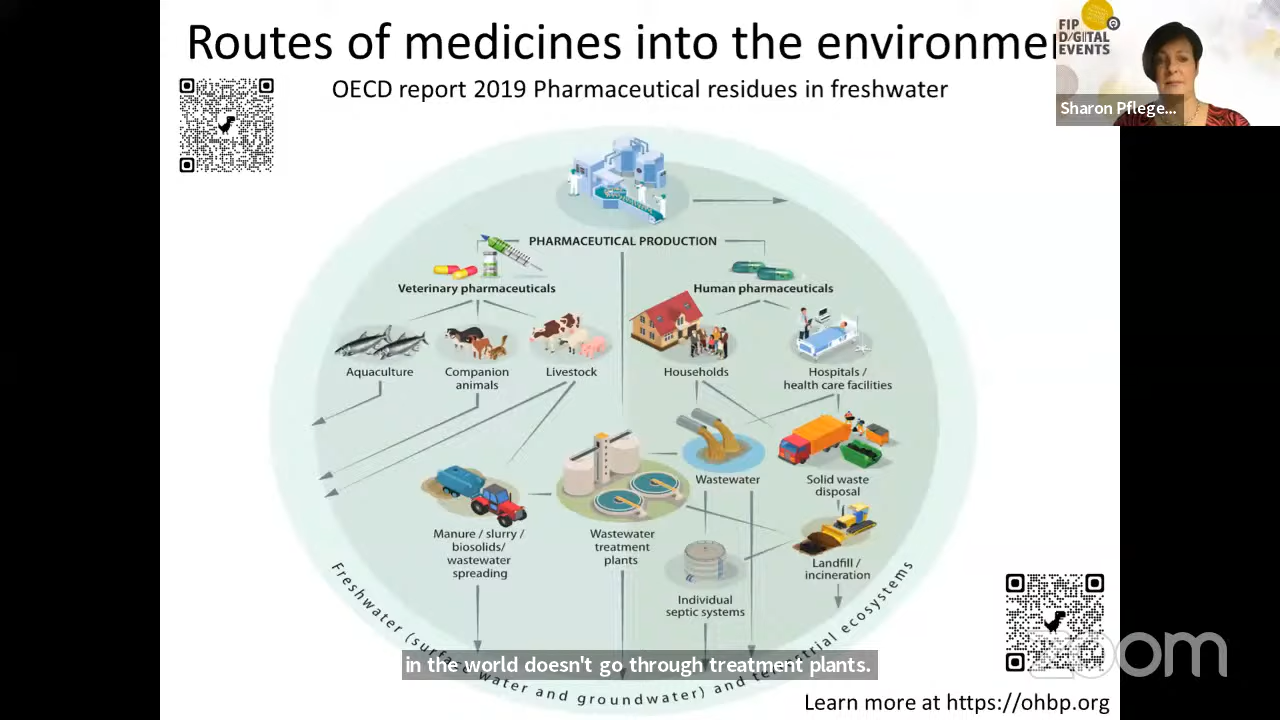 Routes of medicines into the environme
OECD report 2019 Pharmaceutical residues in freshwater
FIP
DIGITAL
EVENTS
Sharon Pflege...
PHARMACEUTICAL PRODUCTION
Veterinary pharmaceuticals
Human pharmaceuticals
Aquaculture
Companion
animals
Livestock
Households
Hospitals /
health care facilities
Wastewater
Solid waste
disposal
Manure / slurry /
biosolids/
wastewater
spreading
Wastewater
treatment
plants
Individual
septic systems
Landfill /
incineration
Freshwater (surface water and groundwater) and terrestrial ecosystems
in the world doesn't go through treatment plants.
zoom
Learn more at https://ohbp.org